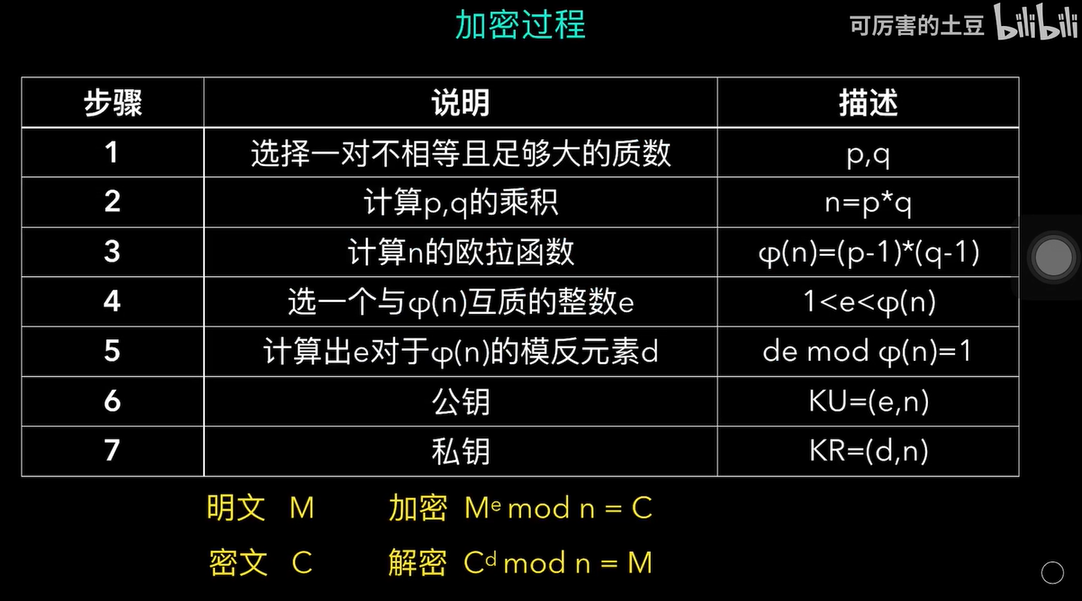 加密过程
可厉害的土豆 bilibili
步骤 说明 描述
1 选择一对不相等且足够大的质数 p,q
2 计算p,q的乘积 n=p*q
3 计算n的欧拉函数 φ(n)=(p-1)*(q-1)
4 选一个与φ(n)互质的整数e 1<e<φ(n)
5 计算出e对于φ(n)的模反元素d de mod φ(n)=1
6 公钥 KU=(e,n)
7 私钥 KR=(d,n)
明文 M 加密 Mᵉ mod n = C
密文 C 解密 Cᵈ mod n = M